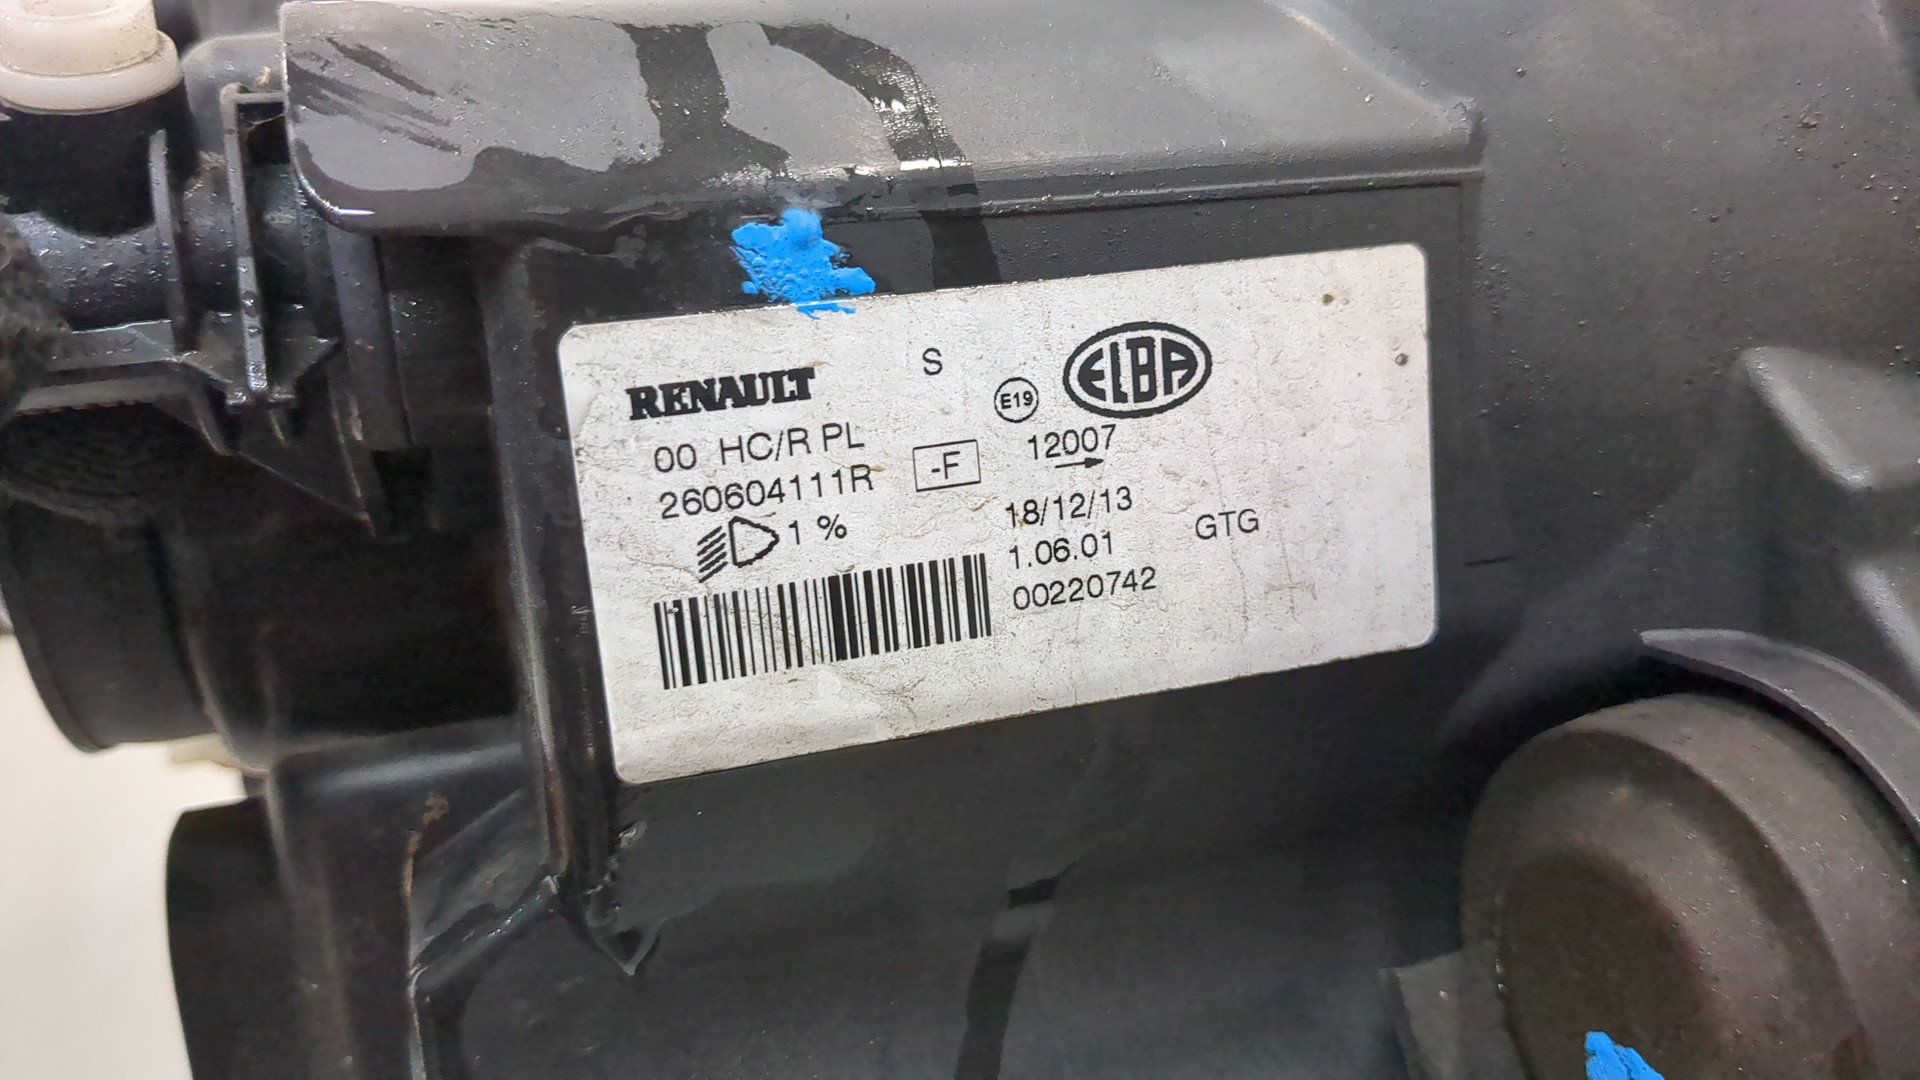 RENAULT
S
E19
ELBA
00 HC/R PL
260604111R
-F
12007
1 %
18/12/13
1.06.01
00220742
GTG